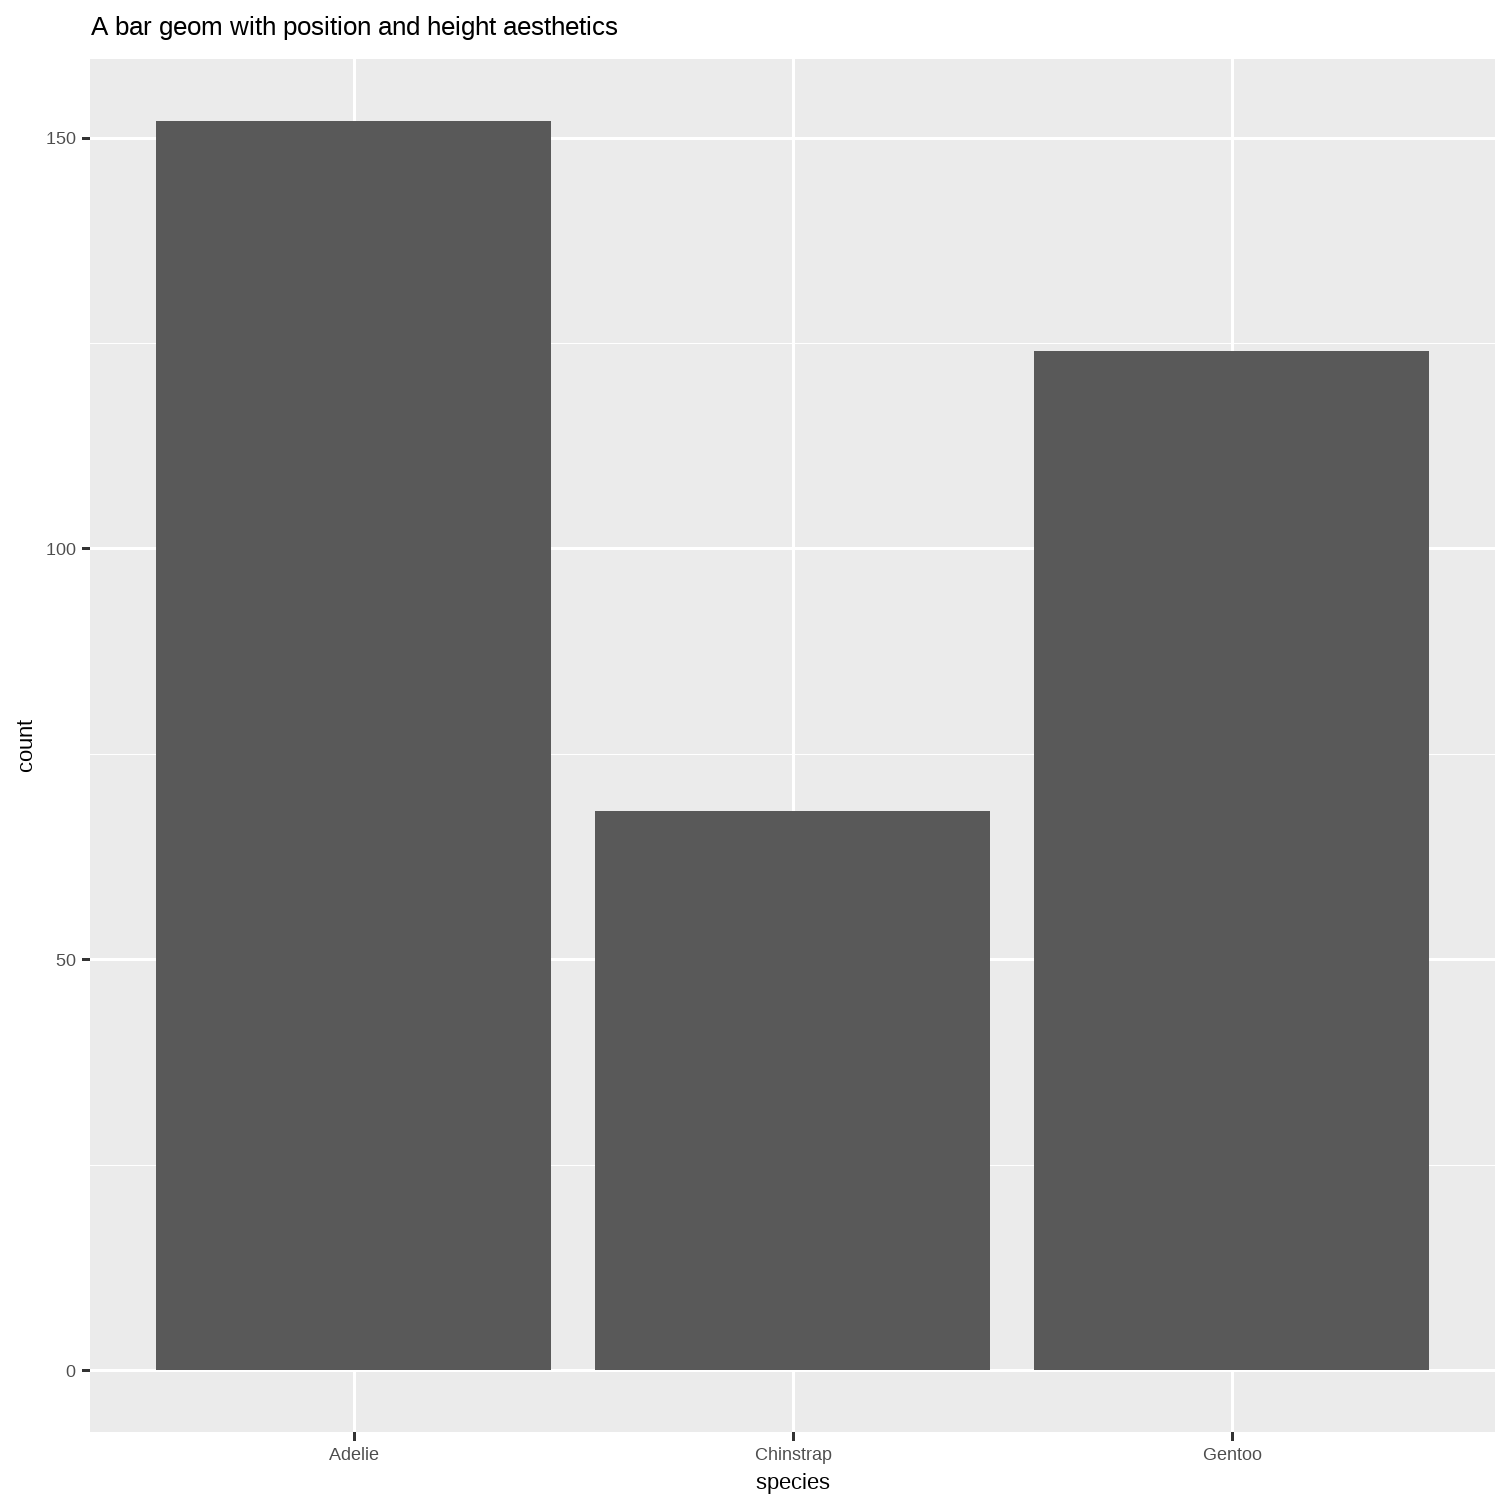 A bar geom with position and height aesthetics
150
100
50
0
count
Adelie
Chinstrap
Gentoo
species